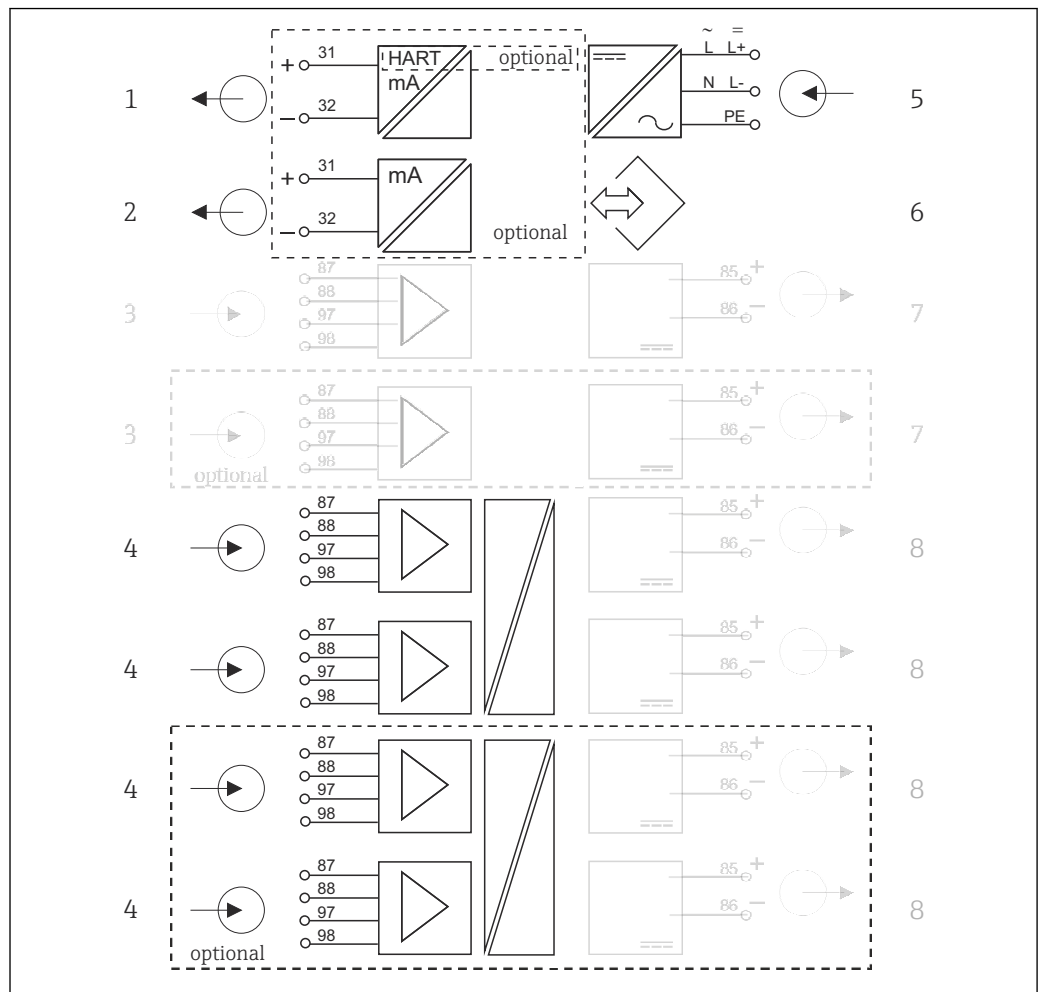 ~ =
+ 31 HART optional L L+
mA
1 N L- 5
− 32 PE
+ 31 mA
2 6
− 32 optional
87 85 +
88
3 97 86 − 7
98
87 85 +
88
3 97 86 − 7
optional 98
87 85 +
88
4 97 86 − 8
98
87 85 +
88
4 97 86 − 8
98
87 85 +
88
4 97 86 − 8
98
87 85 +
88
4 97 86 − 8
98
optional